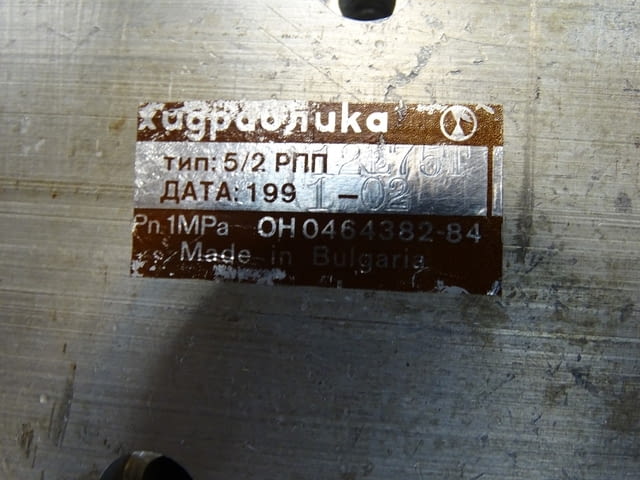 хидравлика
тип: 5/2 РПП
ДАТА: 199 1-02
Pn 1MPa ОН 0464382-84
Made in Bulgaria